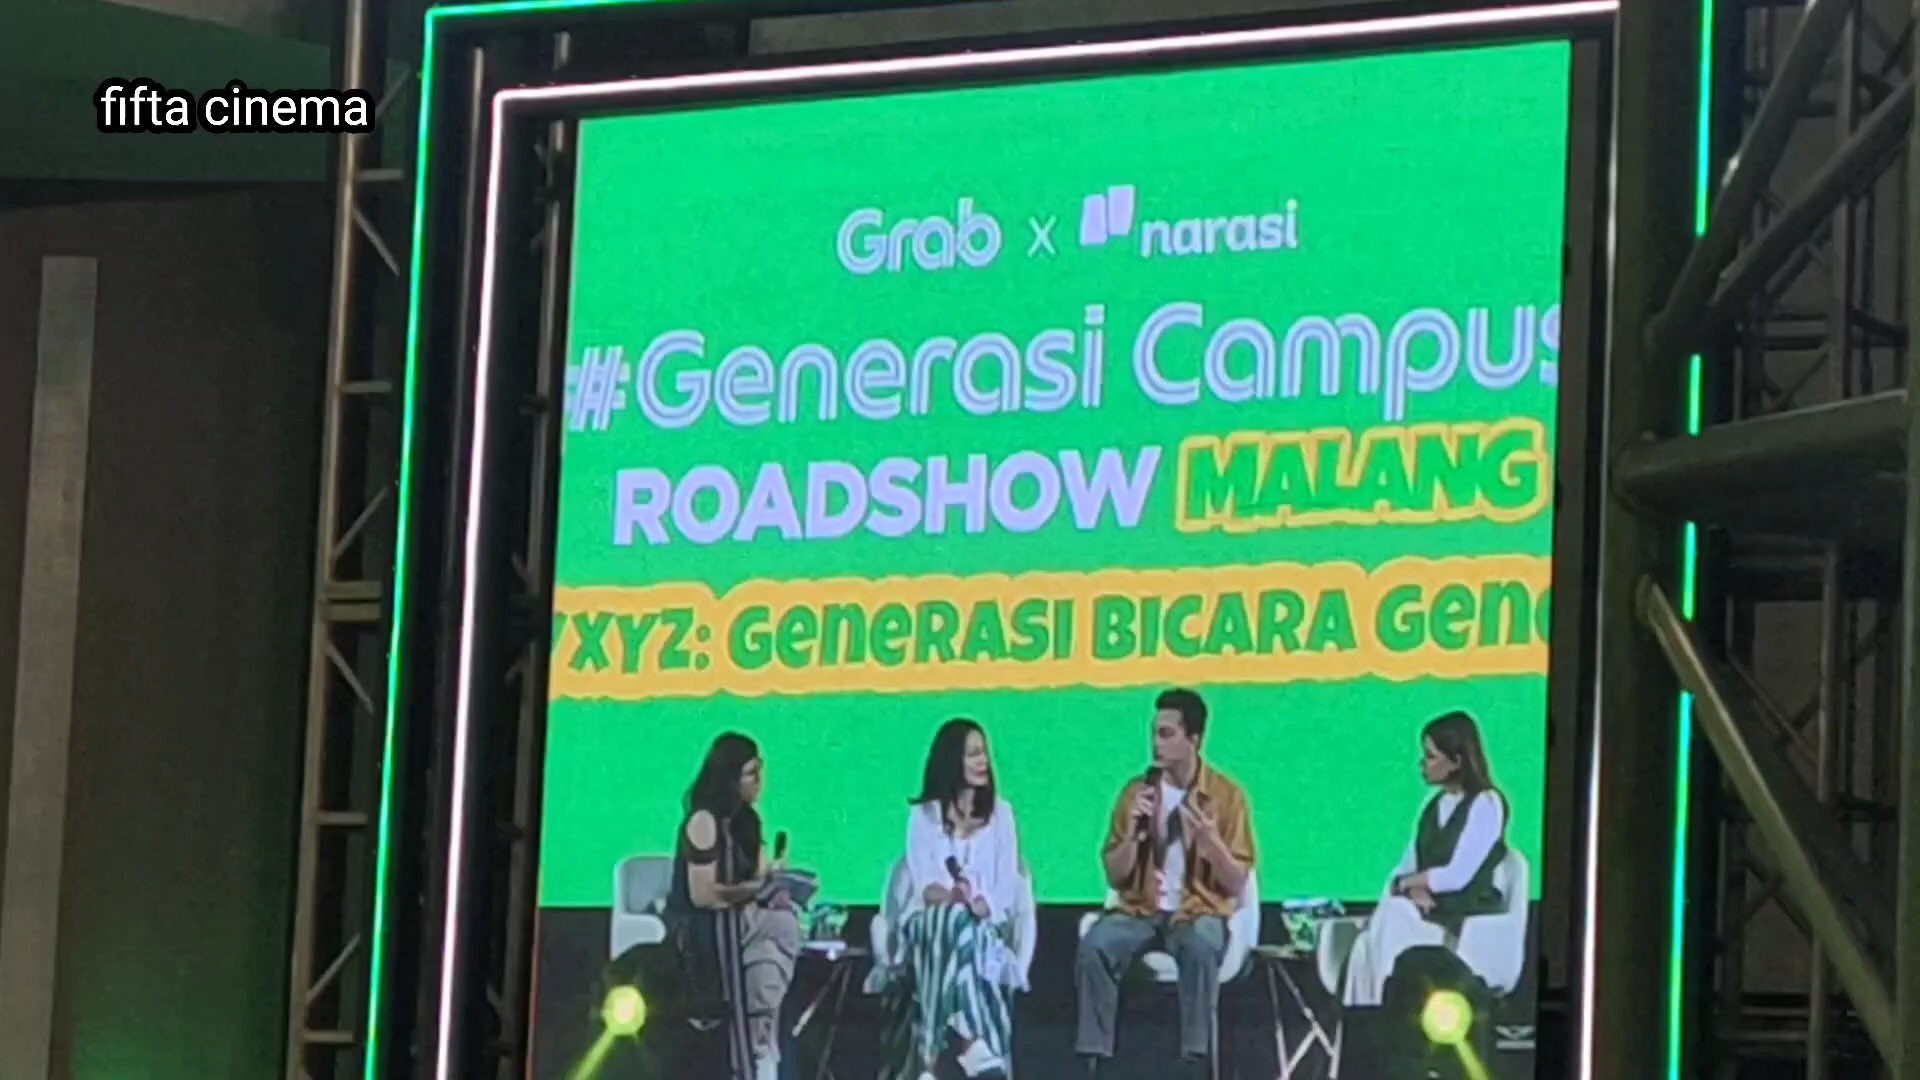 fifta cinema
Grab x narasi
#Generasi Campus
ROADSHOW MALANG
XYZ: GENERASI BICARA